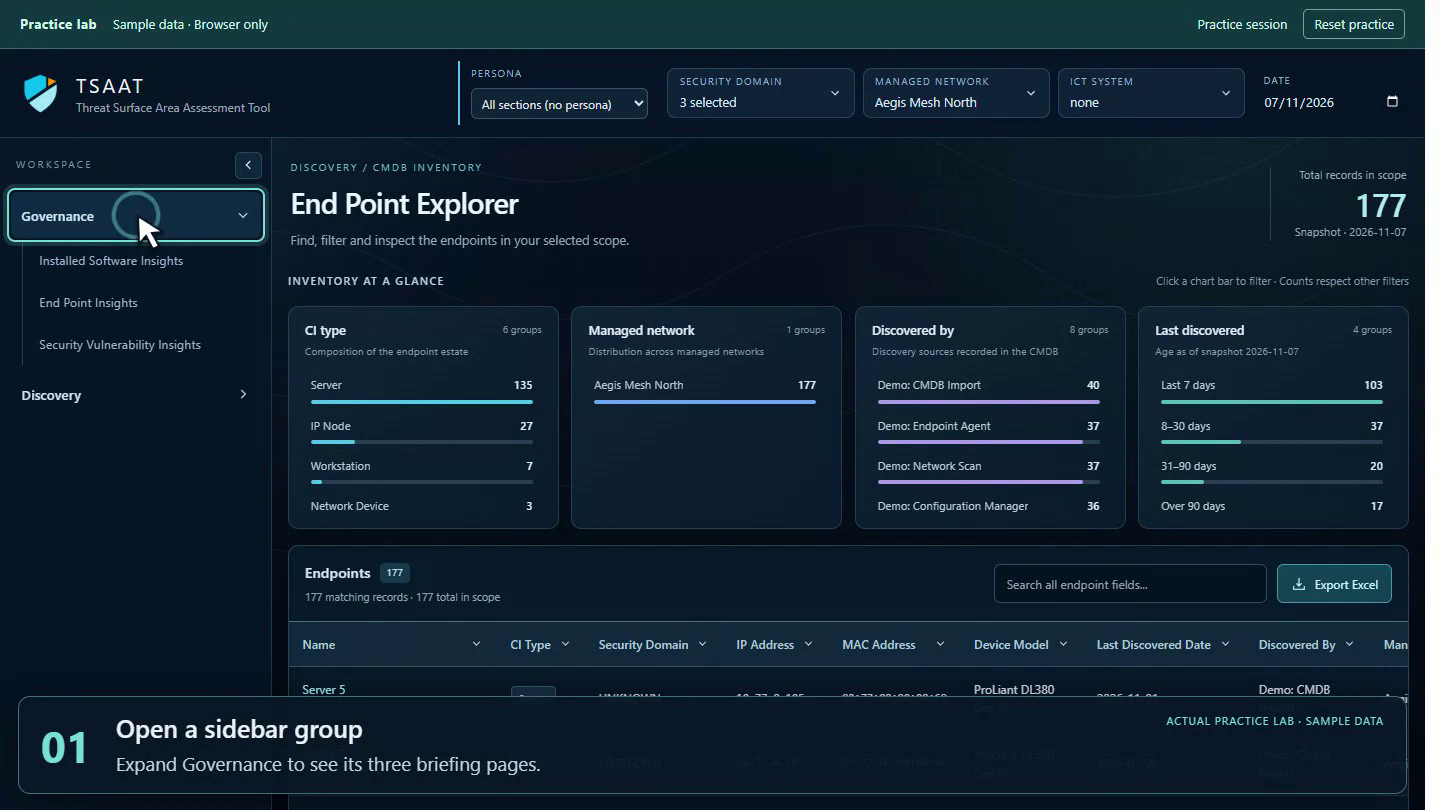 Practice lab
Sample data · Browser only
Practice session
Reset practice
TSAAT
Threat Surface Area Assessment Tool
PERSONA
All sections (no persona)
SECURITY DOMAIN
3 selected
MANAGED NETWORK
Aegis Mesh North
ICT SYSTEM
none
DATE
07/11/2026
WORKSPACE
Governance
Installed Software Insights
End Point Insights
Security Vulnerability Insights
Discovery
DISCOVERY / CMDB INVENTORY
End Point Explorer
Find, filter and inspect the endpoints in your selected scope.
Total records in scope
177
Snapshot · 2026-11-07
INVENTORY AT A GLANCE
Click a chart bar to filter · Counts respect other filters
CI type
6 groups
Composition of the endpoint estate
Server 135
IP Node 27
Workstation 7
Network Device 3
Managed network
1 groups
Distribution across managed networks
Aegis Mesh North 177
Discovered by
8 groups
Discovery sources recorded in the CMDB
Demo: CMDB Import 40
Demo: Endpoint Agent 37
Demo: Network Scan 37
Demo: Configuration Manager 36
Last discovered
4 groups
Age as of snapshot 2026-11-07
Last 7 days 103
8–30 days 37
31–90 days 20
Over 90 days 17
Endpoints 177
177 matching records · 177 total in scope
Search all endpoint fields...
Export Excel
Name CI Type Security Domain IP Address MAC Address Device Model Last Discovered Date Discovered By Man
Server 5
ProLiant DL380
Demo: CMDB
01
Open a sidebar group
Expand Governance to see its three briefing pages.
ACTUAL PRACTICE LAB · SAMPLE DATA